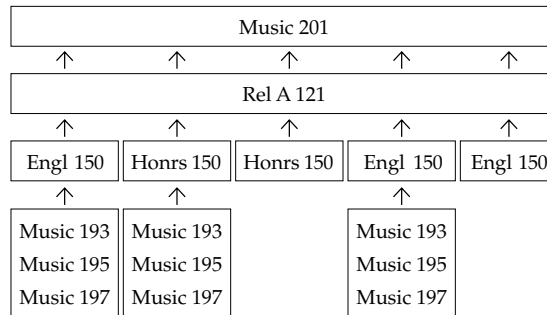 Music 201
Rel A 121
Engl 150 Honrs 150 Honrs 150 Engl 150 Engl 150
Music 193 Music 193 Music 193
Music 195 Music 195 Music 195
Music 197 Music 197 Music 197